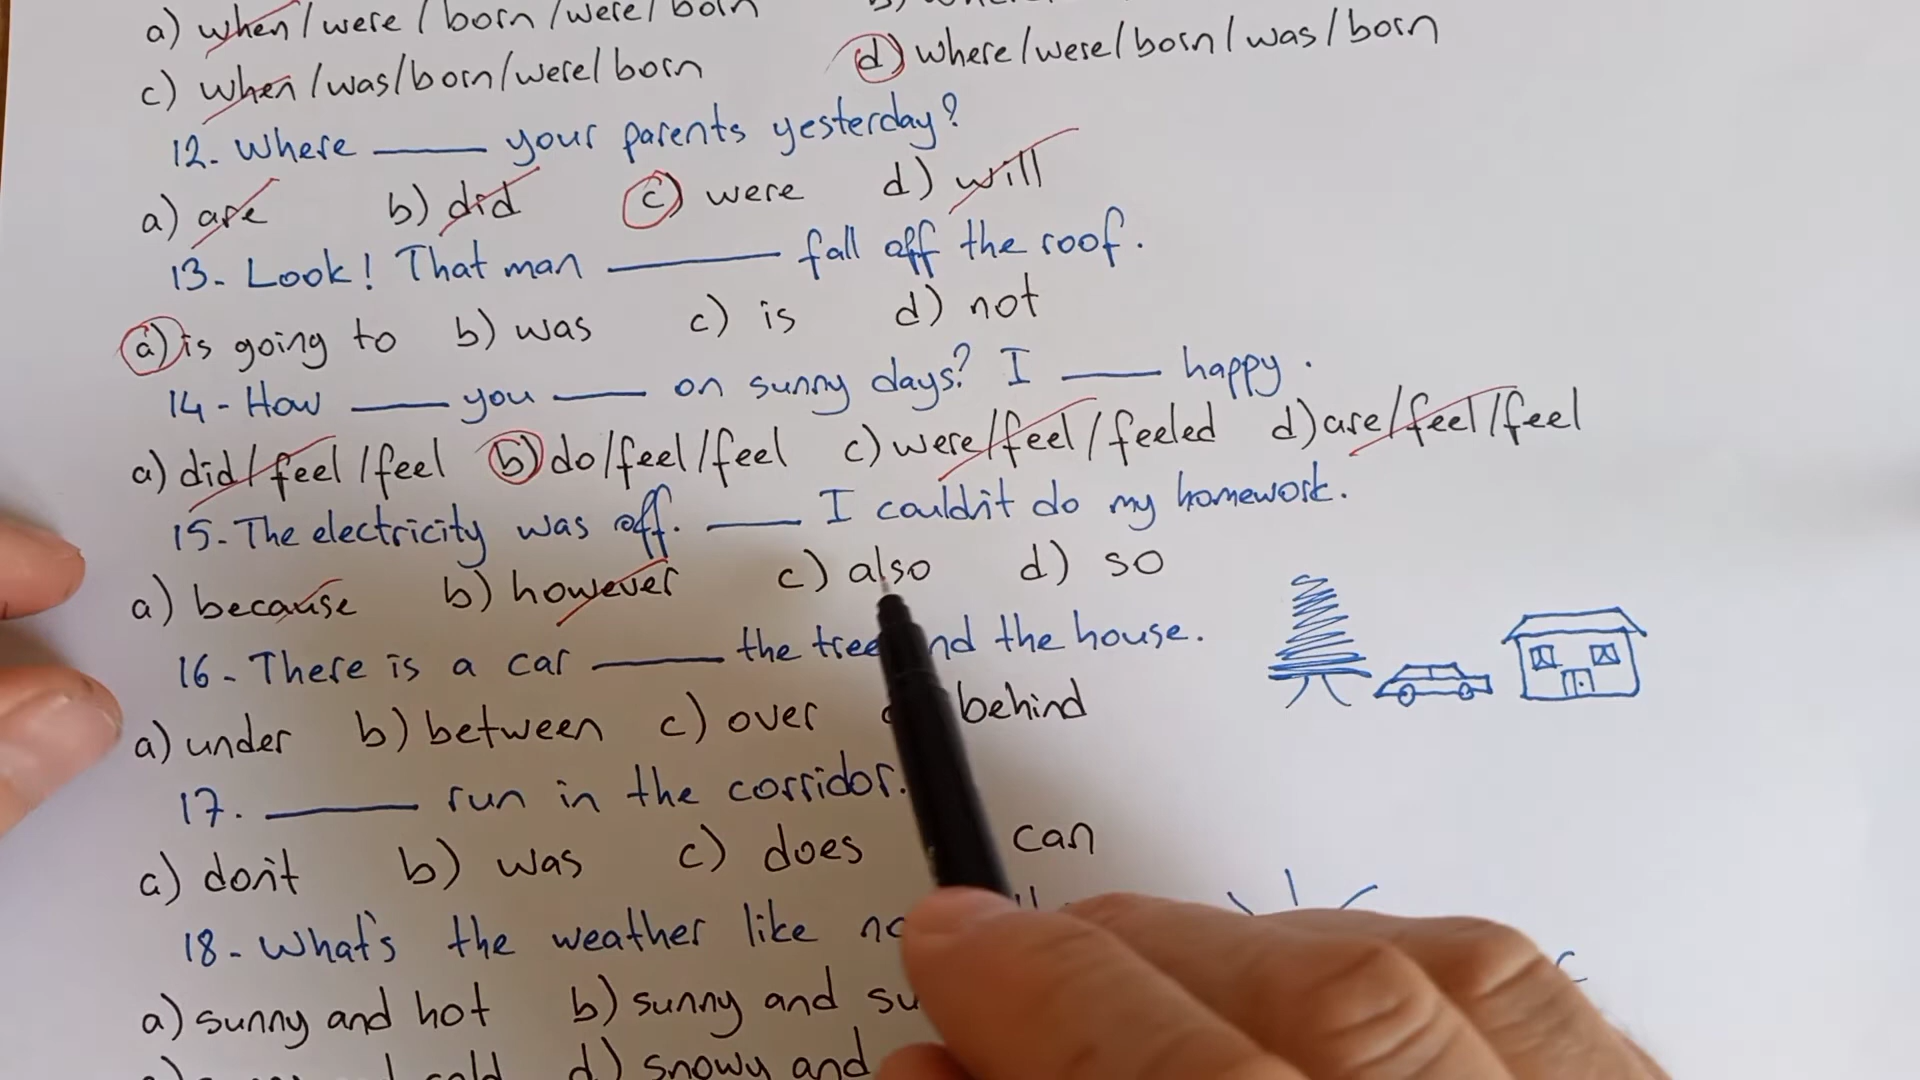 a) when/were/born/were/born
c) when/was/born/were/born d) where/were/born/was/born
12. Where ____ your parents yesterday?
a) are b) did c) were d) will
13. Look! That man ____ fall off the roof.
a) is going to b) was c) is d) not
14- How ____ you ____ on sunny days? I ____ happy.
a) did/feel/feel b) do/feel/feel c) were/feel/feeled d) are/feel/feel
15. The electricity was off. ____ I couldn't do my homework.
a) because b) however c) also d) so
16- There is a car ____ the tree and the house.
a) under b) between c) over behind
17. ____ run in the corridor.
a) don't b) was c) does can
18- What's the weather like
a) sunny and hot b) sunny and
d) snowy and